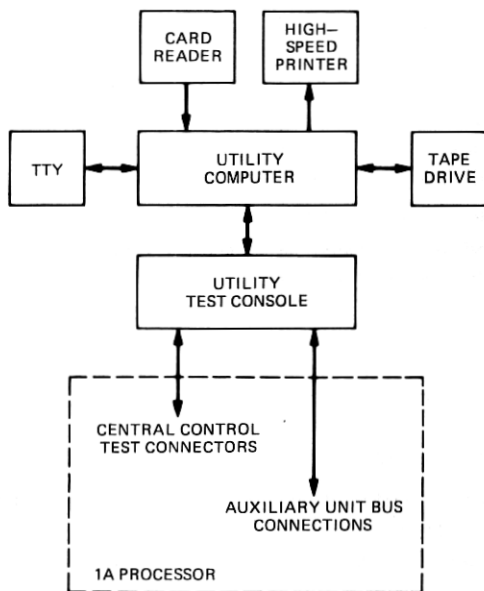 CARD
READER
HIGH-
SPEED
PRINTER
TTY
UTILITY
COMPUTER
TAPE
DRIVE
UTILITY
TEST CONSOLE
CENTRAL CONTROL
TEST CONNECTORS
AUXILIARY UNIT BUS
CONNECTIONS
1A PROCESSOR